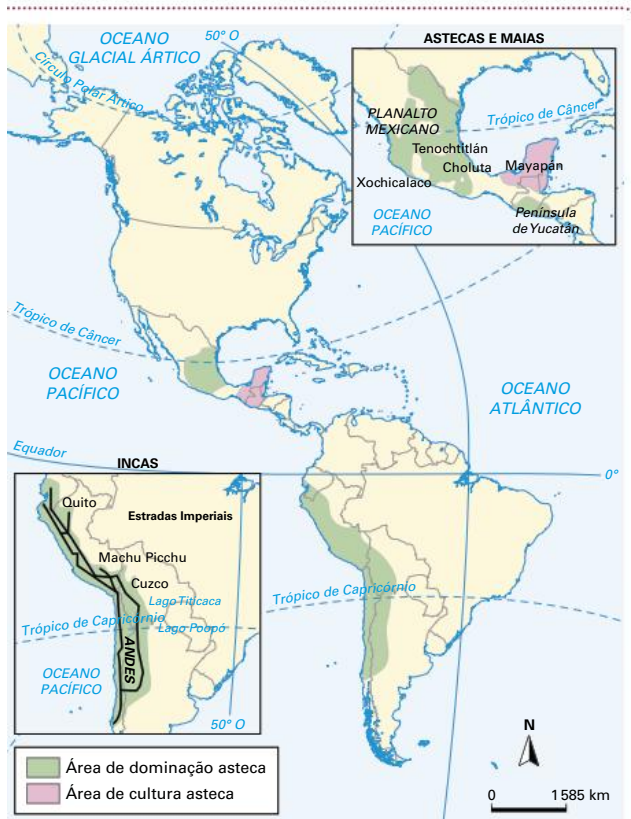 OCEANO
GLACIAL ÁRTICO
50° O
Círculo Polar Ártico
ASTECAS E MAIAS
PLANALTO
MEXICANO
Trópico de Câncer
Tenochtitlán
Choluta
Mayapán
Xochicalaco
OCEANO
PACÍFICO
Península
de Yucatán
Trópico de Câncer
OCEANO
PACÍFICO
OCEANO
ATLÂNTICO
Equador
0°
INCAS
Quito
Estradas Imperiais
Machu Picchu
Cuzco
Lago Titicaca
Trópico de Capricórnio
Lago Poopó
ANDES
OCEANO
PACÍFICO
50° O
Trópico de Capricórnio
N
Área de dominação asteca
Área de cultura asteca
0 1 585 km